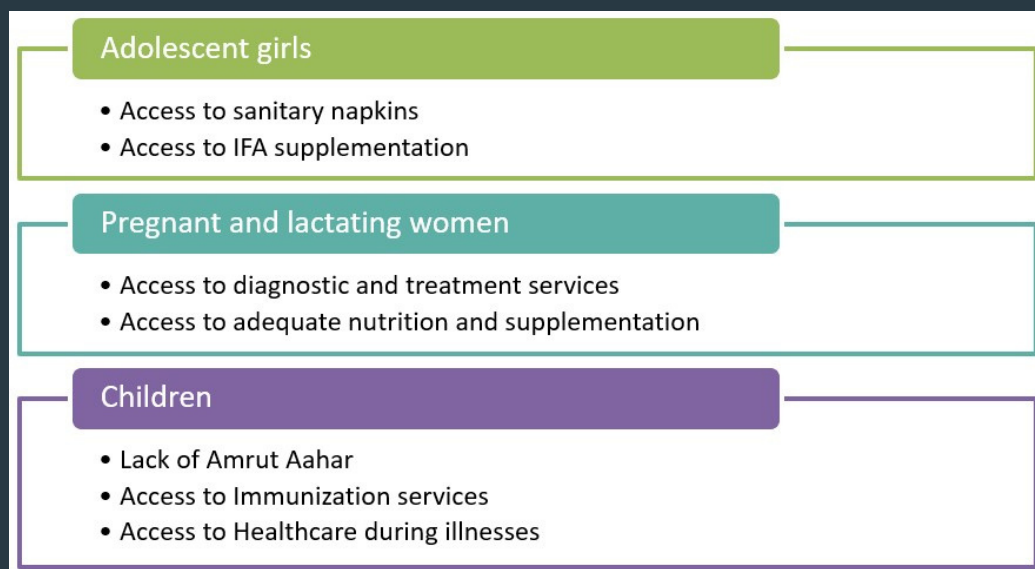 Adolescent girls
• Access to sanitary napkins
• Access to IFA supplementation
Pregnant and lactating women
• Access to diagnostic and treatment services
• Access to adequate nutrition and supplementation
Children
• Lack of Amrut Aahar
• Access to Immunization services
• Access to Healthcare during illnesses